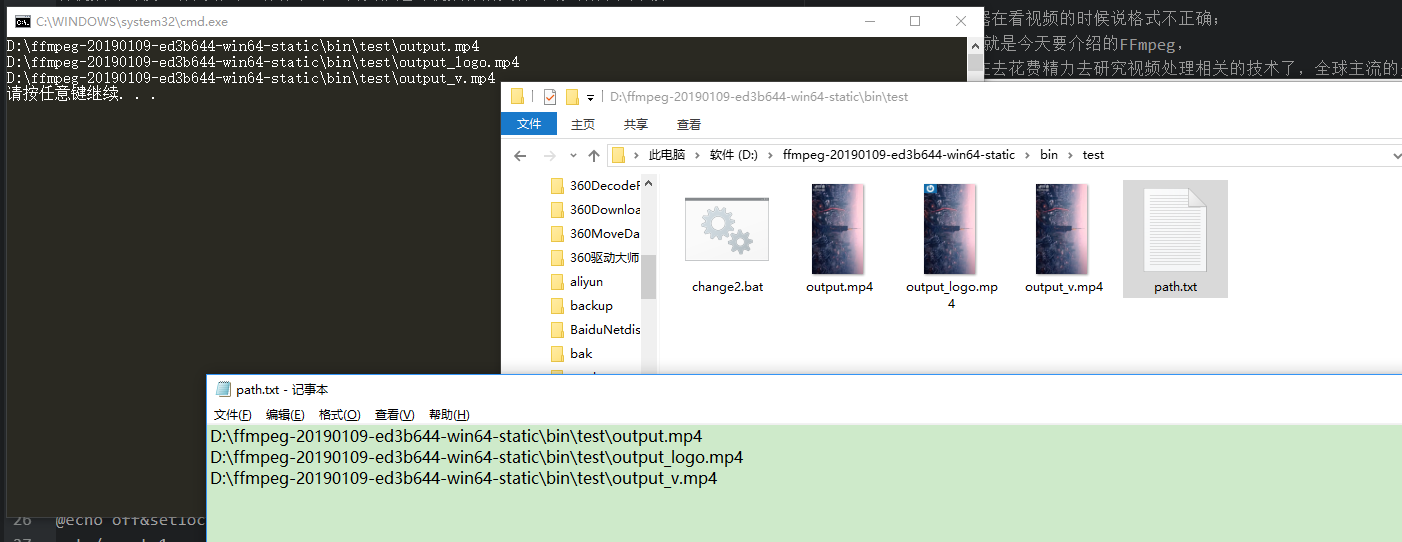 C:\WINDOWS\system32\cmd.exe
D:\ffmpeg-20190109-ed3b644-win64-static\bin\test\output.mp4
D:\ffmpeg-20190109-ed3b644-win64-static\bin\test\output_logo.mp4
D:\ffmpeg-20190109-ed3b644-win64-static\bin\test\output_v.mp4
请按任意键继续. . .
在看视频的时候说格式不正确;
就是今天要介绍的FFmpeg,
去花费精力去研究视频处理相关的技术了,全球主流的
D:\ffmpeg-20190109-ed3b644-win64-static\bin\test
文件 主页 共享 查看
此电脑 软件 (D:) ffmpeg-20190109-ed3b644-win64-static bin test
360DecodeF
360Downloa
360MoveDa
360驱动大师
aliyun
backup
BaiduNetdis
bak
change2.bat
output.mp4
output_logo.mp
4
output_v.mp4
path.txt
path.txt - 记事本
文件(F) 编辑(E) 格式(O) 查看(V) 帮助(H)
D:\ffmpeg-20190109-ed3b644-win64-static\bin\test\output.mp4
D:\ffmpeg-20190109-ed3b644-win64-static\bin\test\output_logo.mp4
D:\ffmpeg-20190109-ed3b644-win64-static\bin\test\output_v.mp4
26 @echo off&setloc